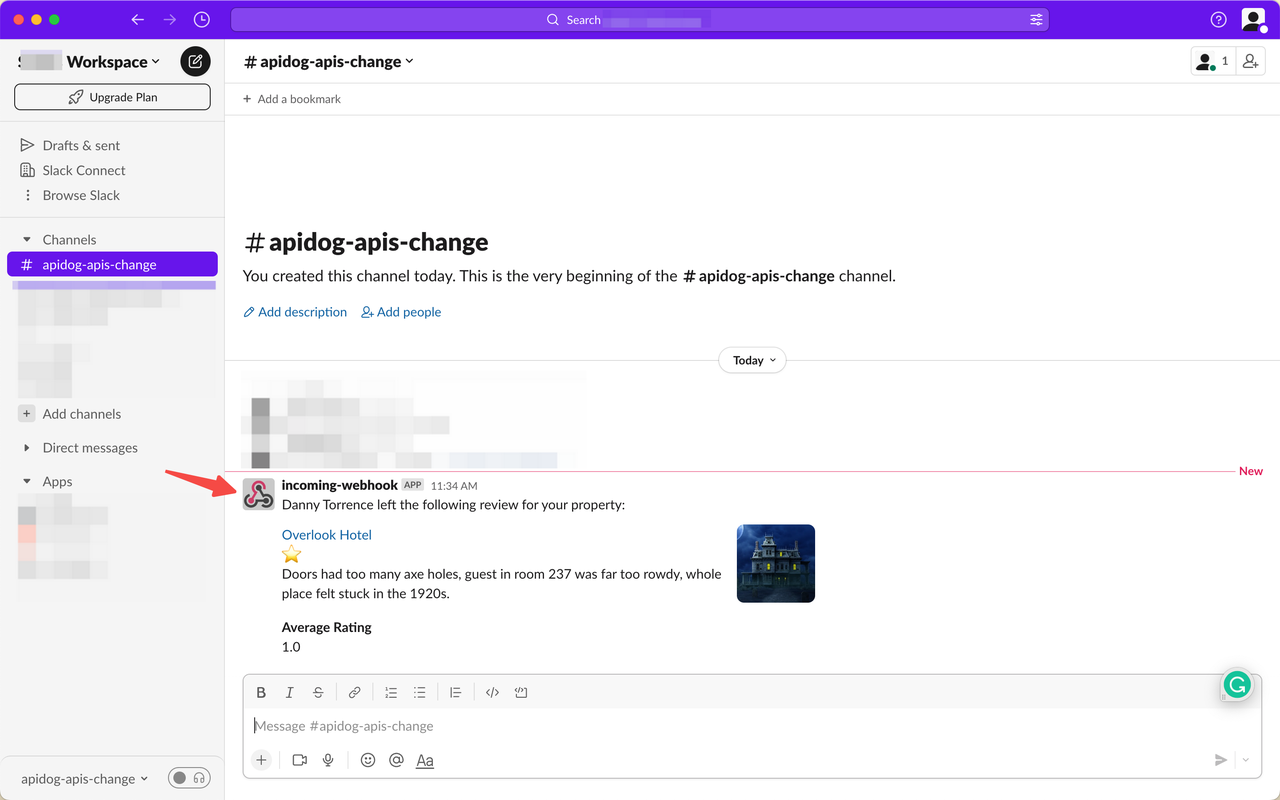 Search
Workspace
Upgrade Plan
Drafts & sent
Slack Connect
Browse Slack
Channels
# apidog-apis-change
Add channels
Direct messages
Apps
apidog-apis-change
# apidog-apis-change
1
+ Add a bookmark
# apidog-apis-change
You created this channel today. This is the very beginning of the # apidog-apis-change channel.
Add description Add people
Today
New
incoming-webhook APP 11:34 AM
Danny Torrence left the following review for your property:
Overlook Hotel
Doors had too many axe holes, guest in room 237 was far too rowdy, whole
place felt stuck in the 1920s.
Average Rating
1.0
B I S
Message #apidog-apis-change
+ @ Aa